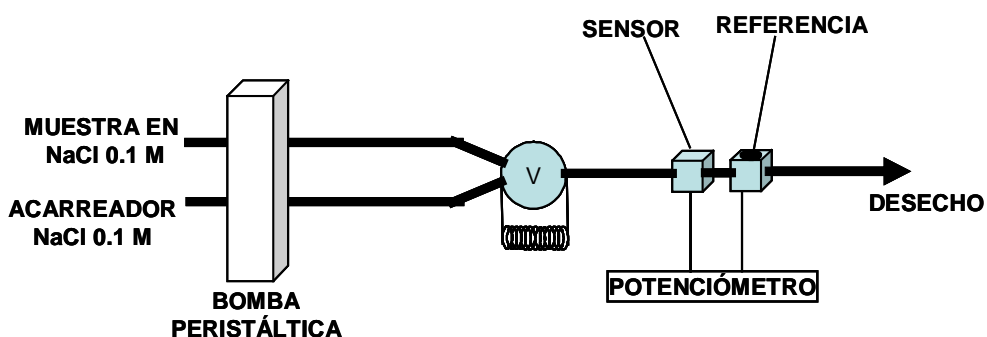 SENSOR
REFERENCIA
MUESTRA EN
NaCl 0.1 M
ACARREADOR
NaCl 0.1 M
V
DESECHO
POTENCIÓMETRO
BOMBA
PERISTÁLTICA